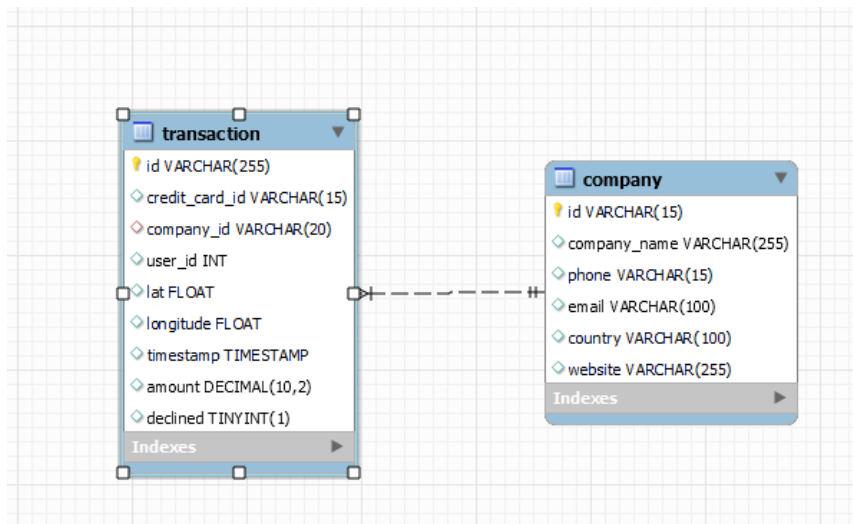 transaction
id VARCHAR(255)
credit_card_id VARCHAR(15)
company_id VARCHAR(20)
user_id INT
lat FLOAT
longitude FLOAT
timestamp TIMESTAMP
amount DECIMAL(10,2)
declined TINYINT(1)
Indexes
company
id VARCHAR(15)
company_name VARCHAR(255)
phone VARCHAR(15)
email VARCHAR(100)
country VARCHAR(100)
website VARCHAR(255)
Indexes